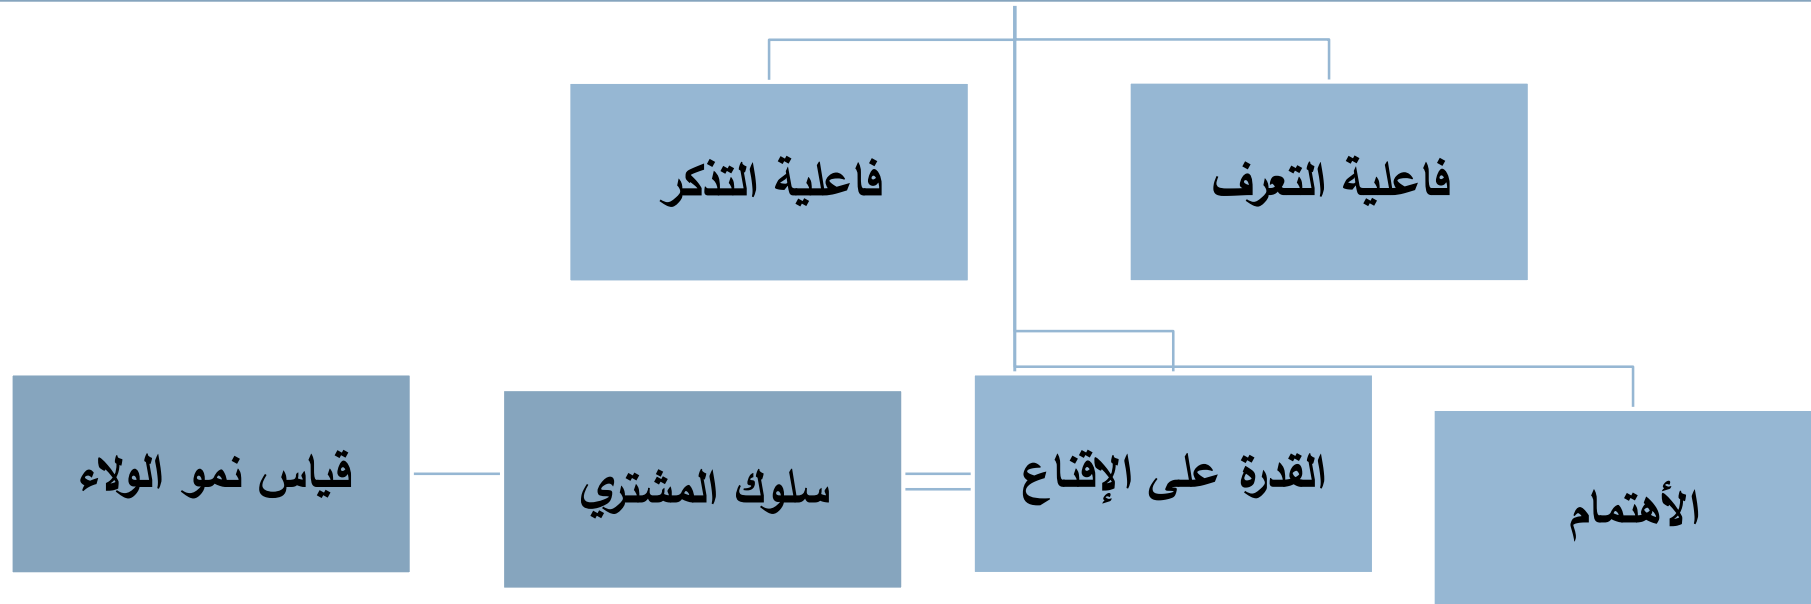 فاعلية التعرف
فاعلية التذكر
الأهتمام
القدرة على الإقناع
سلوك المشتري
قياس نمو الولاء